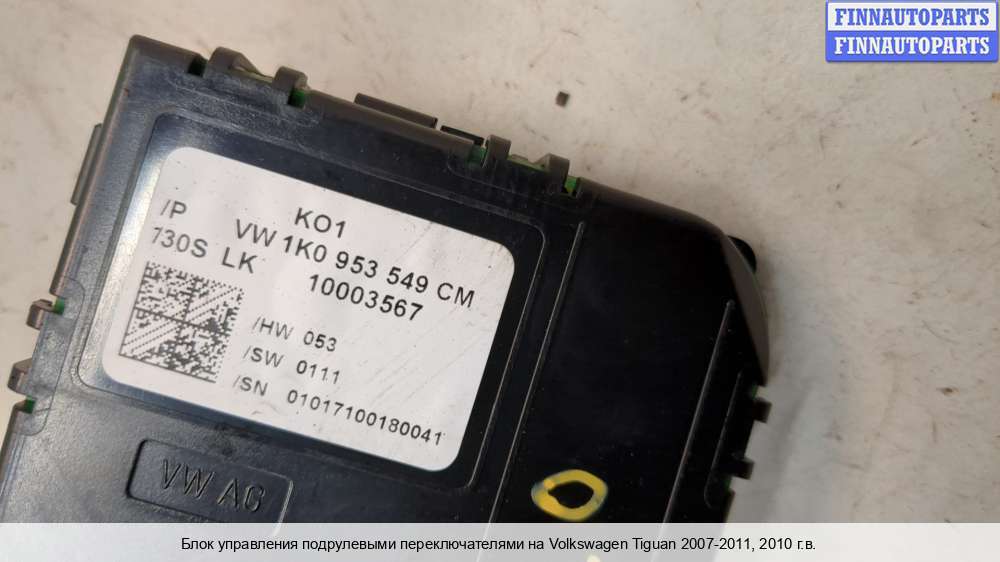 FINNAUTOPARTS
FINNAUTOPARTS
KO1
/P VW 1K0 953 549 CM
730S LK 10003567
/HW 053
/SW 0111
/SN 01017100180041
VW AG
Блок управления подрулевыми переключателями на Volkswagen Tiguan 2007-2011, 2010 г.в.